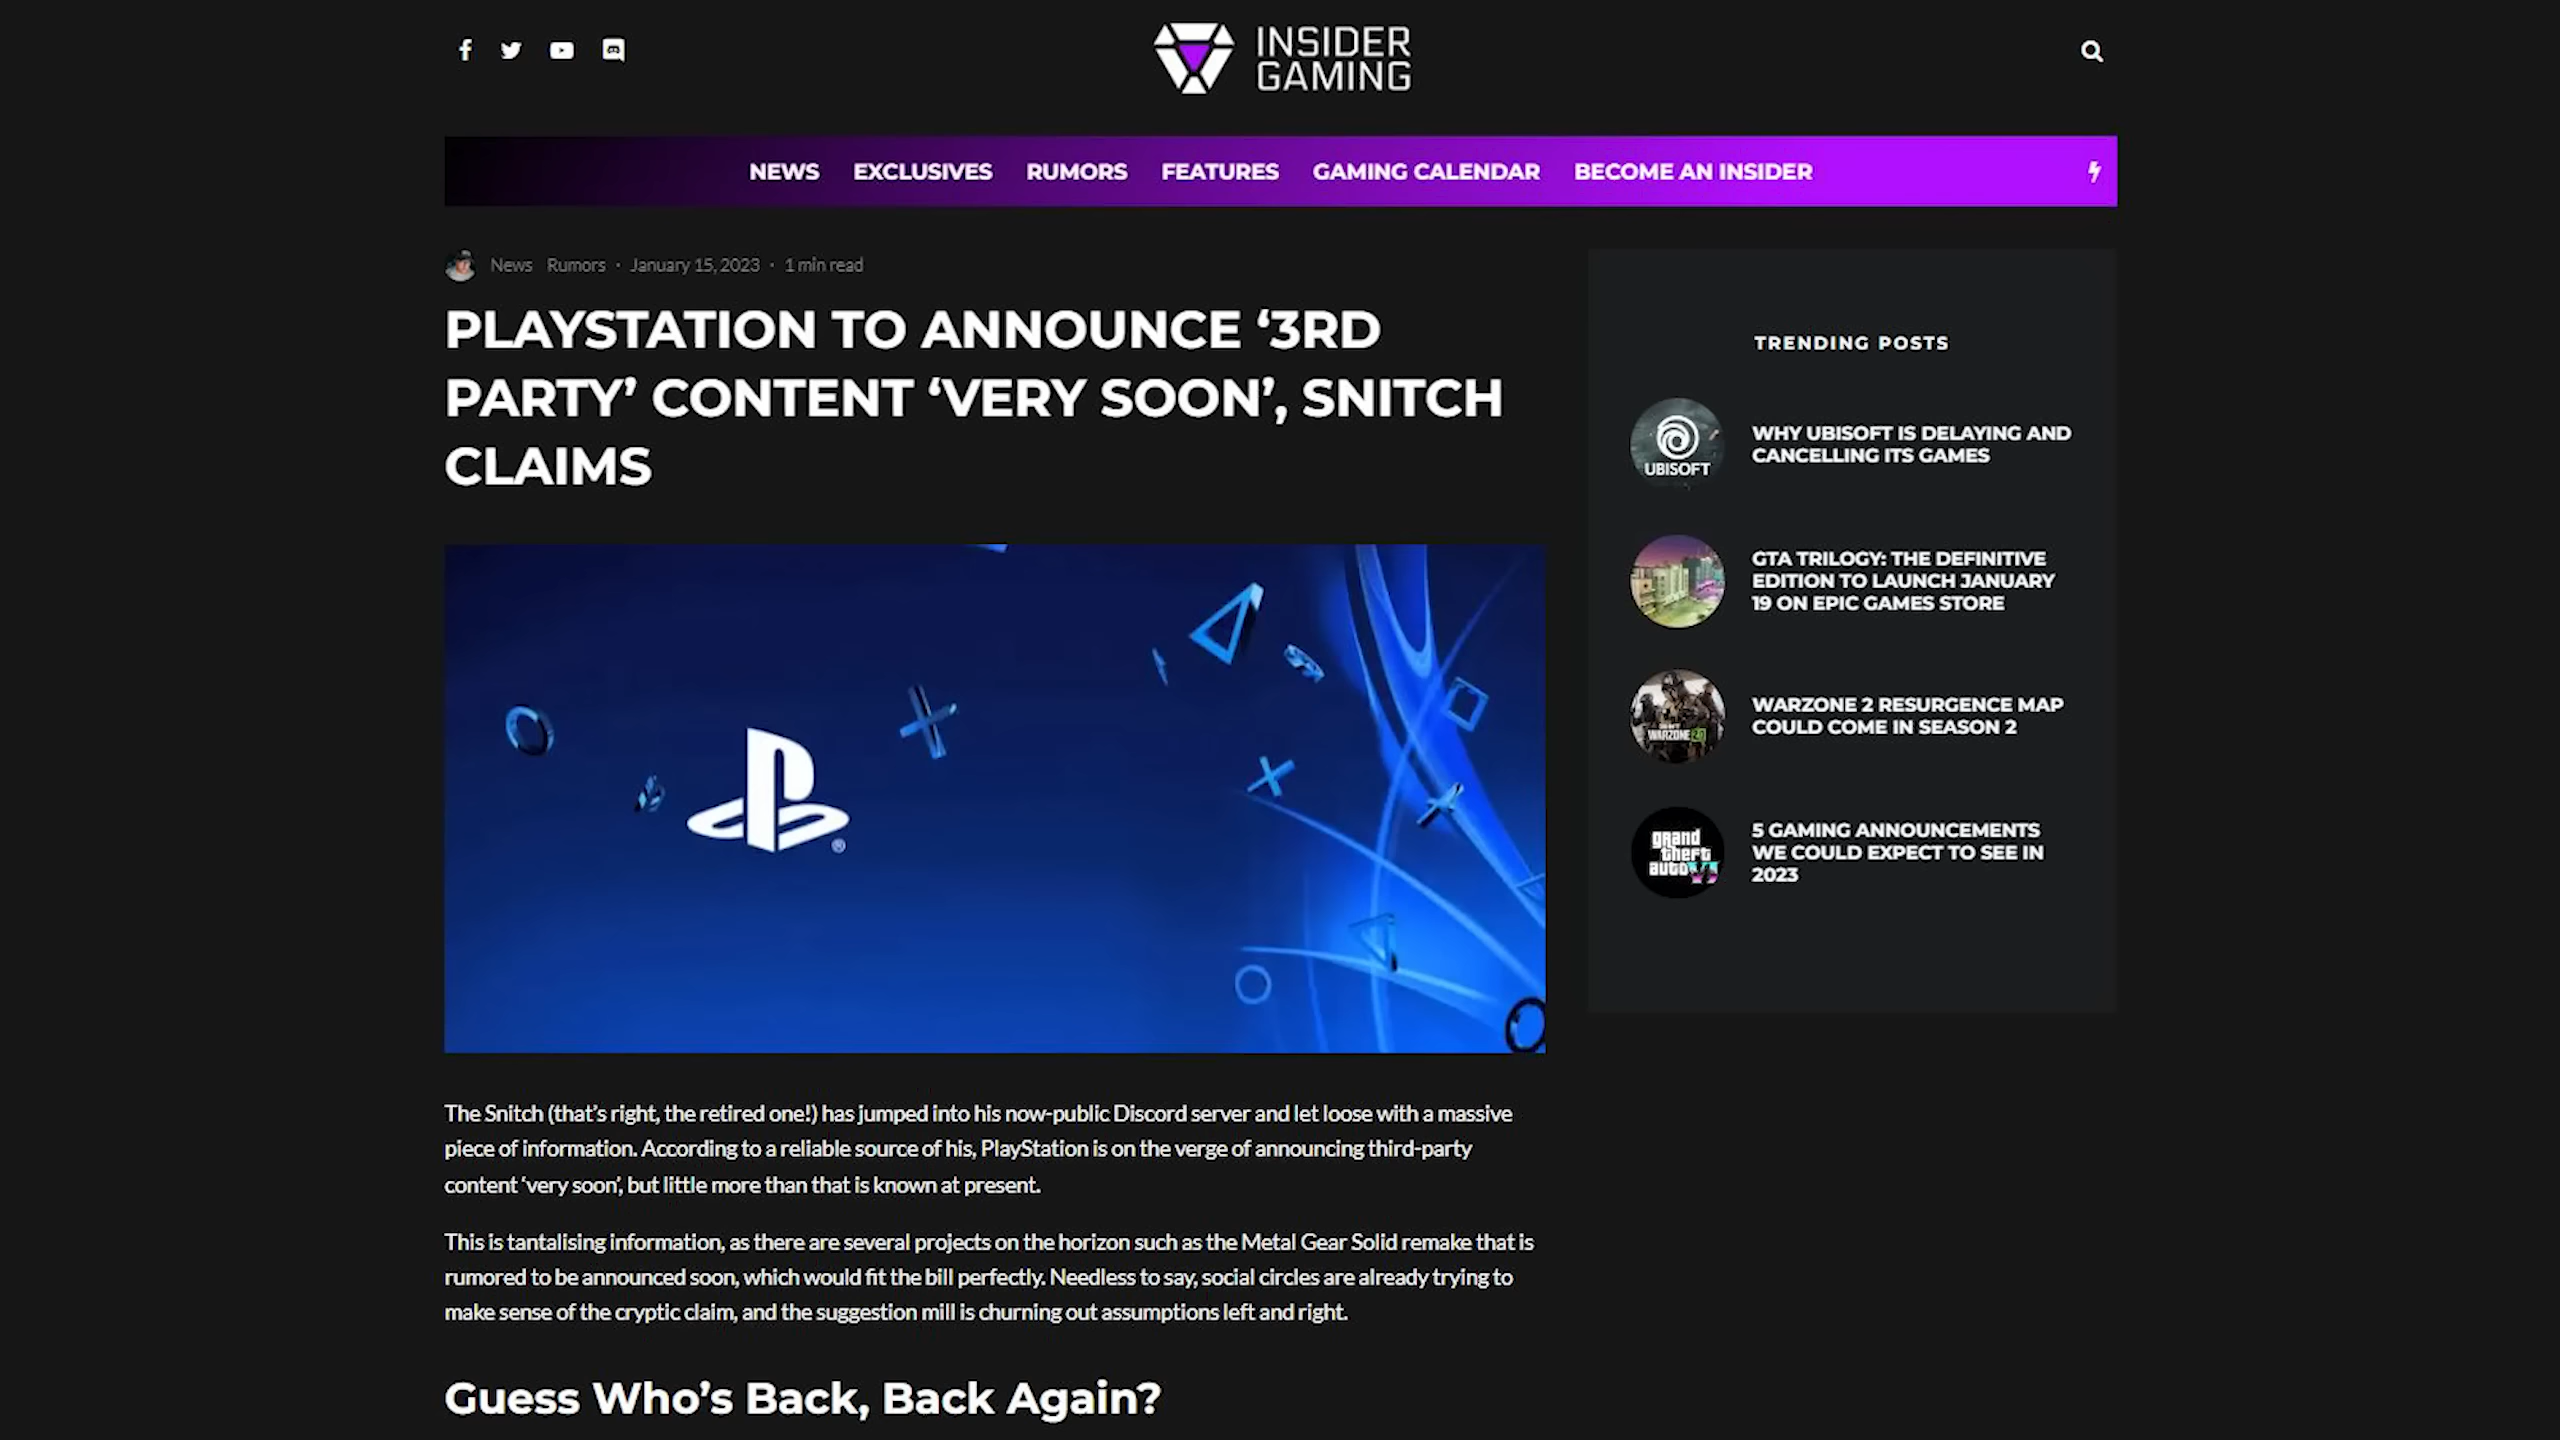 INSIDER
GAMING
NEWS EXCLUSIVES RUMORS FEATURES GAMING CALENDAR BECOME AN INSIDER
News Rumors · January 15, 2023 · 1 min read
PLAYSTATION TO ANNOUNCE ‘3RD
PARTY’ CONTENT ‘VERY SOON’, SNITCH
CLAIMS
The Snitch (that’s right, the retired one!) has jumped into his now-public Discord server and let loose with a massive
piece of information. According to a reliable source of his, PlayStation is on the verge of announcing third-party
content ‘very soon’, but little more than that is known at present.
This is tantalising information, as there are several projects on the horizon such as the Metal Gear Solid remake that is
rumored to be announced soon, which would fit the bill perfectly. Needless to say, social circles are already trying to
make sense of the cryptic claim, and the suggestion mill is churning out assumptions left and right.
Guess Who’s Back, Back Again?
TRENDING POSTS
UBISOFT
WHY UBISOFT IS DELAYING AND
CANCELLING ITS GAMES
GTA TRILOGY: THE DEFINITIVE
EDITION TO LAUNCH JANUARY
19 ON EPIC GAMES STORE
WARZONE 2.0
WARZONE 2 RESURGENCE MAP
COULD COME IN SEASON 2
grand
theft
auto VI
5 GAMING ANNOUNCEMENTS
WE COULD EXPECT TO SEE IN
2023